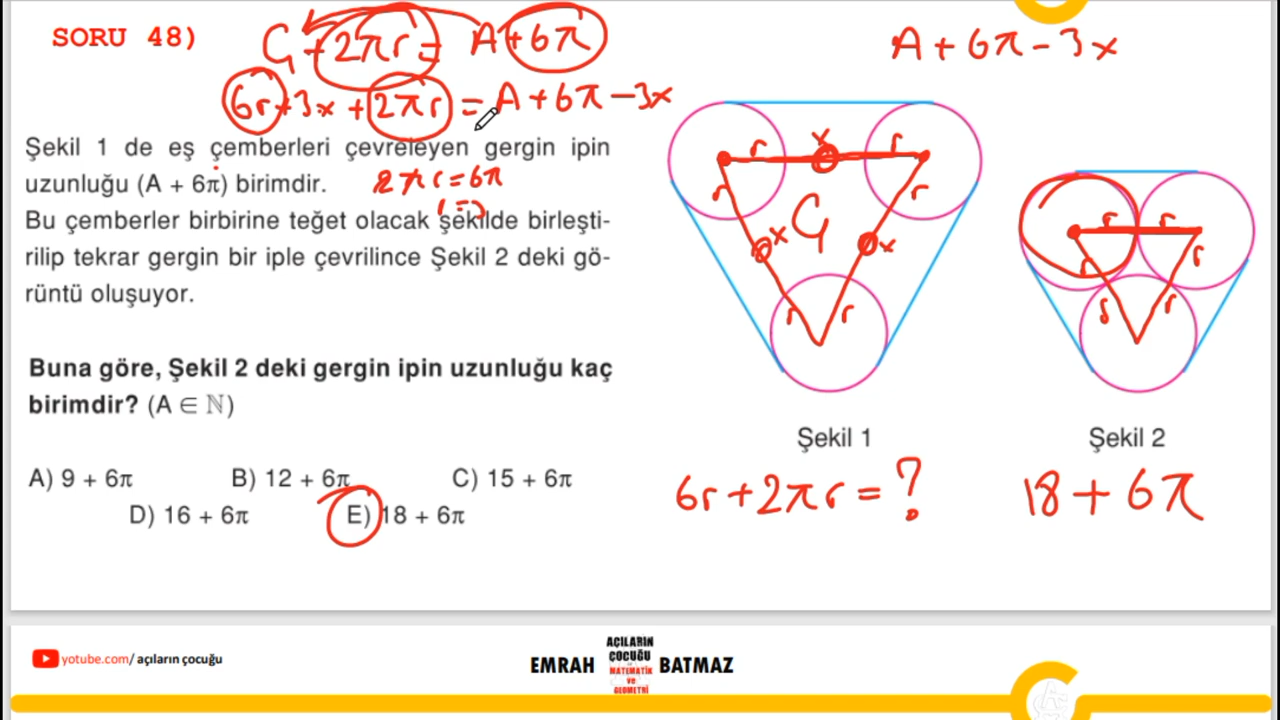 SORU 48)
Ç + 2πr = A + 6π
A + 6π - 3x
6r + 3x + 2πr = A + 6π - 3x
Şekil 1 de eş çemberleri çevreleyen gergin ipin
uzunluğu (A + 6π) birimdir.
2πr = 6π
Bu çemberler birbirine teğet olacak şekilde birleşti-
rilip tekrar gergin bir iple çevrilince Şekil 2 deki gö-
rüntü oluşuyor.
Buna göre, Şekil 2 deki gergin ipin uzunluğu kaç
birimdir? (A ∈ ℕ)
A) 9 + 6π B) 12 + 6π C) 15 + 6π
D) 16 + 6π E) 18 + 6π
r x r
r r
x Ç x
r r
r r
r r
r r
Şekil 1 Şekil 2
6r + 2πr = ? 18 + 6π
yotube.com/ açıların çocuğu
EMRAH BATMAZ
AÇILARIN
ÇOCUĞU
MATEMATİK
ve
GEOMETRİ